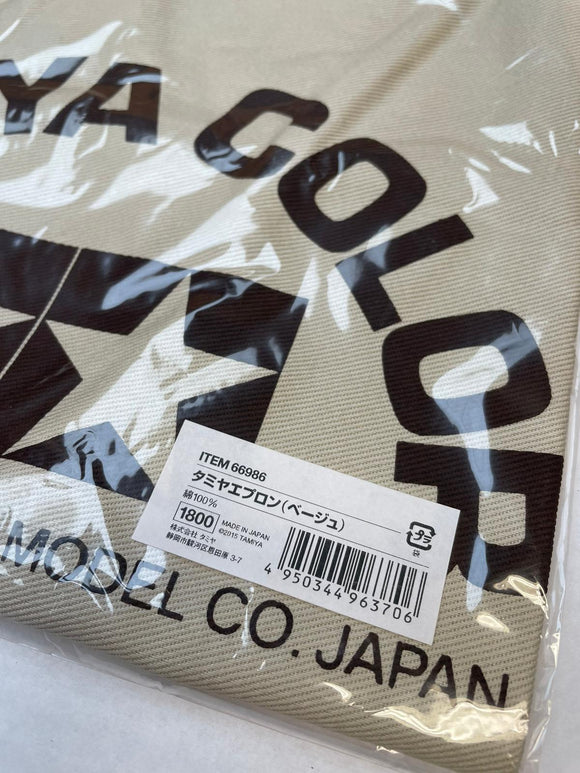 YA COLOR
ITEM 66986
タミヤエプロン(ベージュ)
綿100%
1800 MADE IN JAPAN
©2015 TAMIYA
株式会社 タミヤ
静岡市駿河区恩田原 3-7
プラ
袋
4 950344 963706
MODEL CO. JAPAN